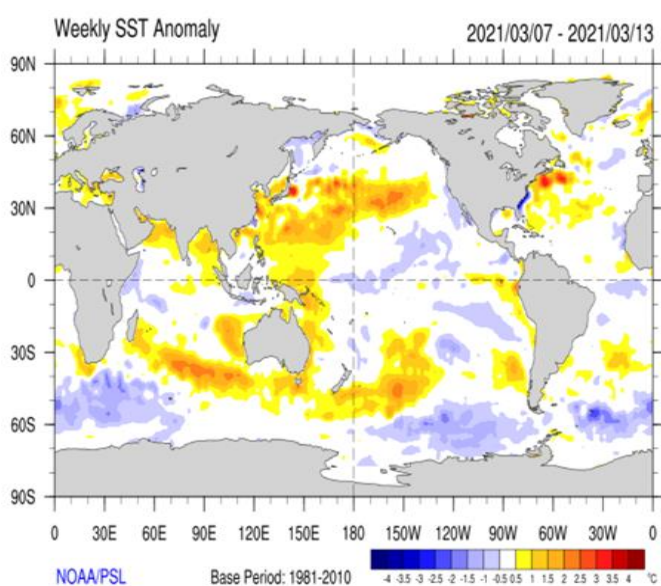 Weekly SST Anomaly 2021/03/07 - 2021/03/13
90N
60N
30N
0
30S
60S
90S
0 30E 60E 90E 120E 150E 180 150W 120W 90W 60W 30W 0
NOAA/PSL Base Period: 1981-2010
-4 -3.5 -3 -2.5 -2 -1.5 -1 -0.5 0.5 1 1.5 2 2.5 3 3.5 4 °C